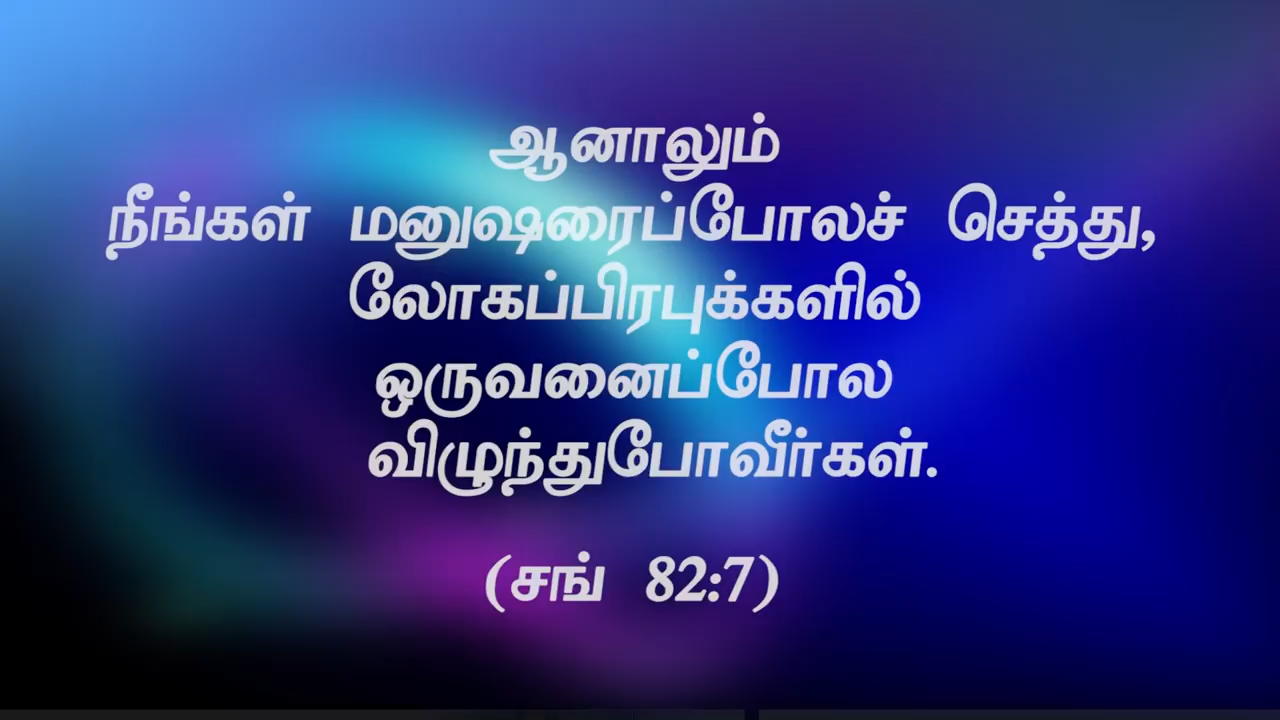 ஆனாலும்
நீங்கள் மனுஷரைப்போலச் செத்து,
லோகப்பிரபுக்களில்
ஒருவனைப்போல
விழுந்துபோவீர்கள்.
(சங் 82:7)